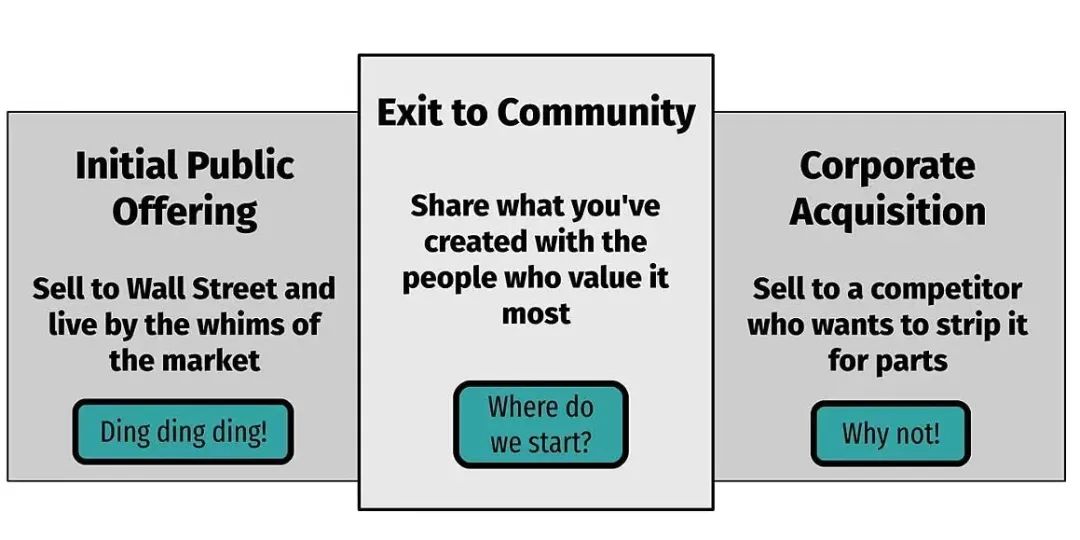 Initial Public
Offering
Sell to Wall Street and
live by the whims of
the market
Ding ding ding!
Exit to Community
Share what you've
created with the
people who value it
most
Where do
we start?
Corporate
Acquisition
Sell to a competitor
who wants to strip it
for parts
Why not!